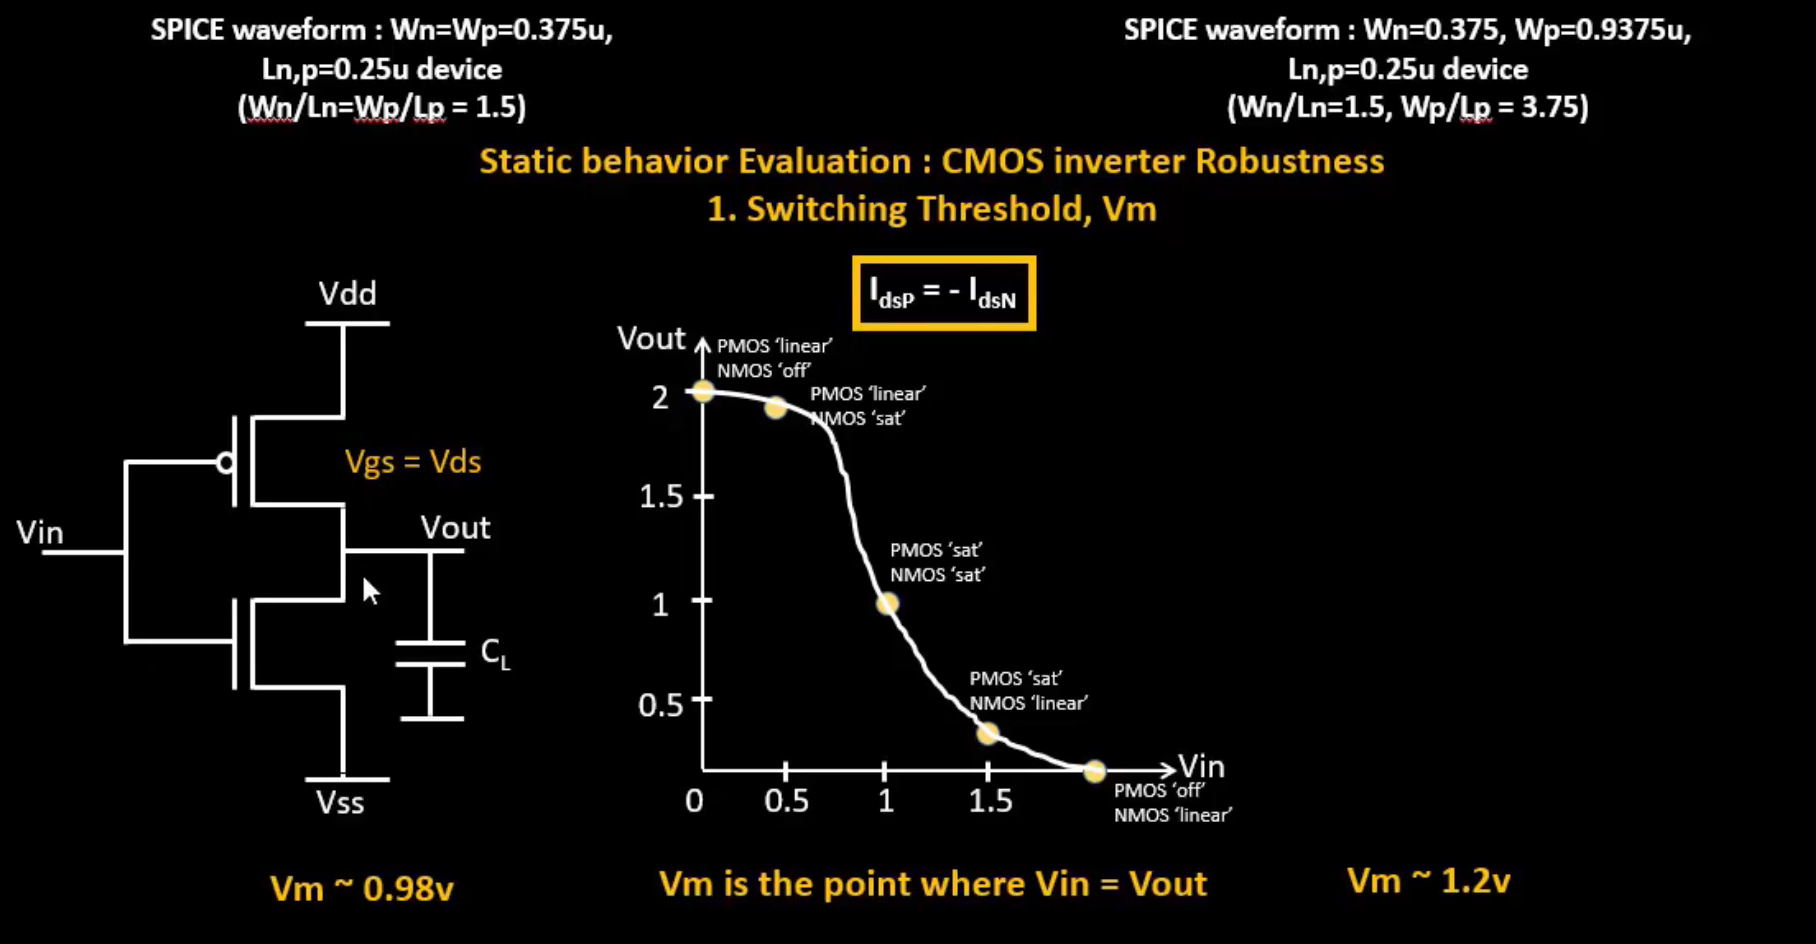 SPICE waveform : Wn=Wp=0.375u,
Ln,p=0.25u device
(Wn/Ln=Wp/Lp = 1.5)
SPICE waveform : Wn=0.375, Wp=0.9375u,
Ln,p=0.25u device
(Wn/Ln=1.5, Wp/Lp = 3.75)
Static behavior Evaluation : CMOS inverter Robustness
1. Switching Threshold, Vm
IdsP = - IdsN
Vdd
Vgs = Vds
Vin
Vout
CL
Vss
Vout
PMOS ‘linear’
NMOS ‘off’
2
PMOS ‘linear’
NMOS ‘sat’
1.5
PMOS ‘sat’
NMOS ‘sat’
1
PMOS ‘sat’
NMOS ‘linear’
0.5
Vin
0 0.5 1 1.5
PMOS ‘off’
NMOS ‘linear’
Vm ~ 0.98v
Vm is the point where Vin = Vout
Vm ~ 1.2v